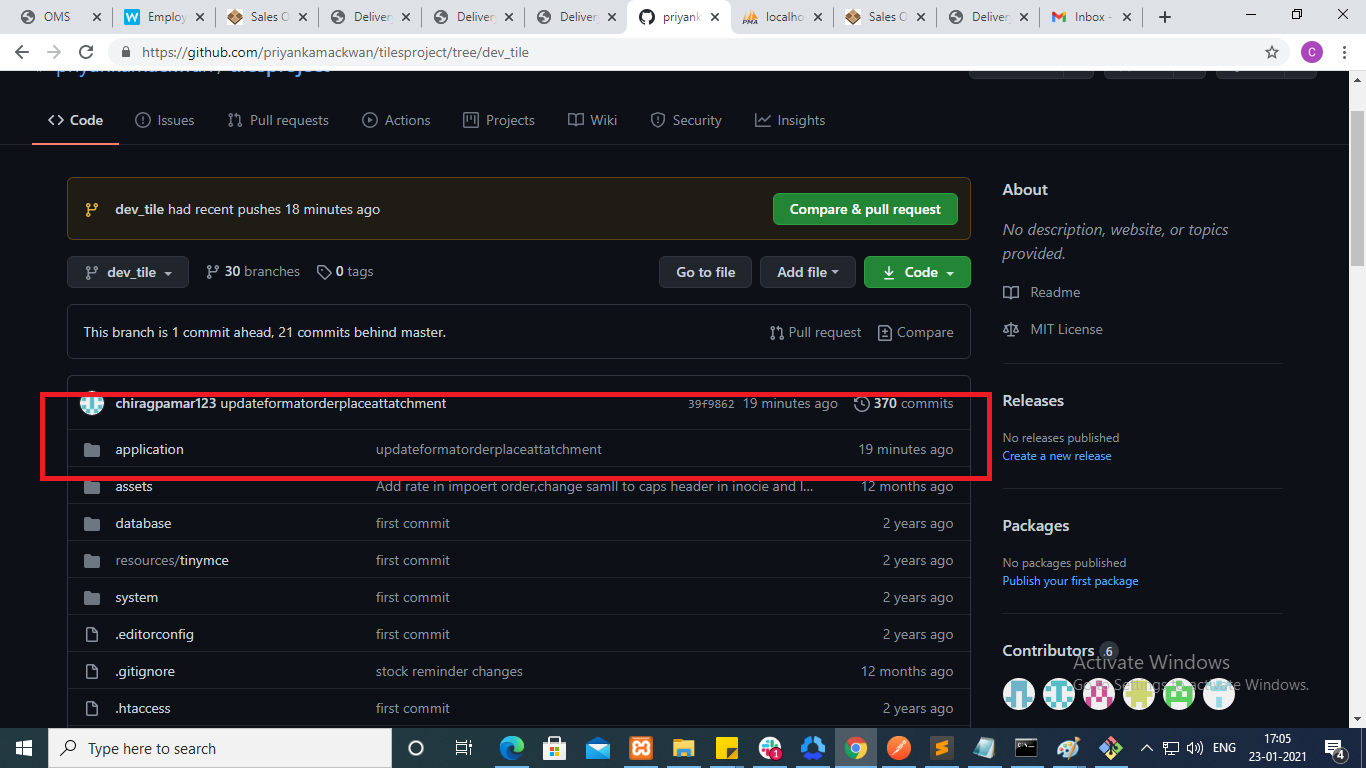 OMS
Employ
Sales O
Delivery
Delivery
Delivery
priyank
localho
Sales O
Delivery
Inbox -
https://github.com/priyankamackwan/tilesproject/tree/dev_tile
C
priyankamackwan / tilesproject
Code
Issues
Pull requests
Actions
Projects
Wiki
Security
Insights
dev_tile had recent pushes 18 minutes ago
Compare & pull request
dev_tile
30 branches
0 tags
Go to file
Add file
Code
This branch is 1 commit ahead, 21 commits behind master.
Pull request
Compare
chiragpamar123 updateformatorderplaceattatchment
39f9862 19 minutes ago
370 commits
application
updateformatorderplaceattatchment
19 minutes ago
assets
Add rate in impoert order,change samll to caps header in inocie and l...
12 months ago
database
first commit
2 years ago
resources/tinymce
first commit
2 years ago
system
first commit
2 years ago
.editorconfig
first commit
2 years ago
.gitignore
stock reminder changes
12 months ago
.htaccess
first commit
2 years ago
About
No description, website, or topics
provided.
Readme
MIT License
Releases
No releases published
Create a new release
Packages
No packages published
Publish your first package
Contributors 6
Activate Windows
Go to Settings to activate Windows.
Type here to search
1
ENG
17:05
23-01-2021
4